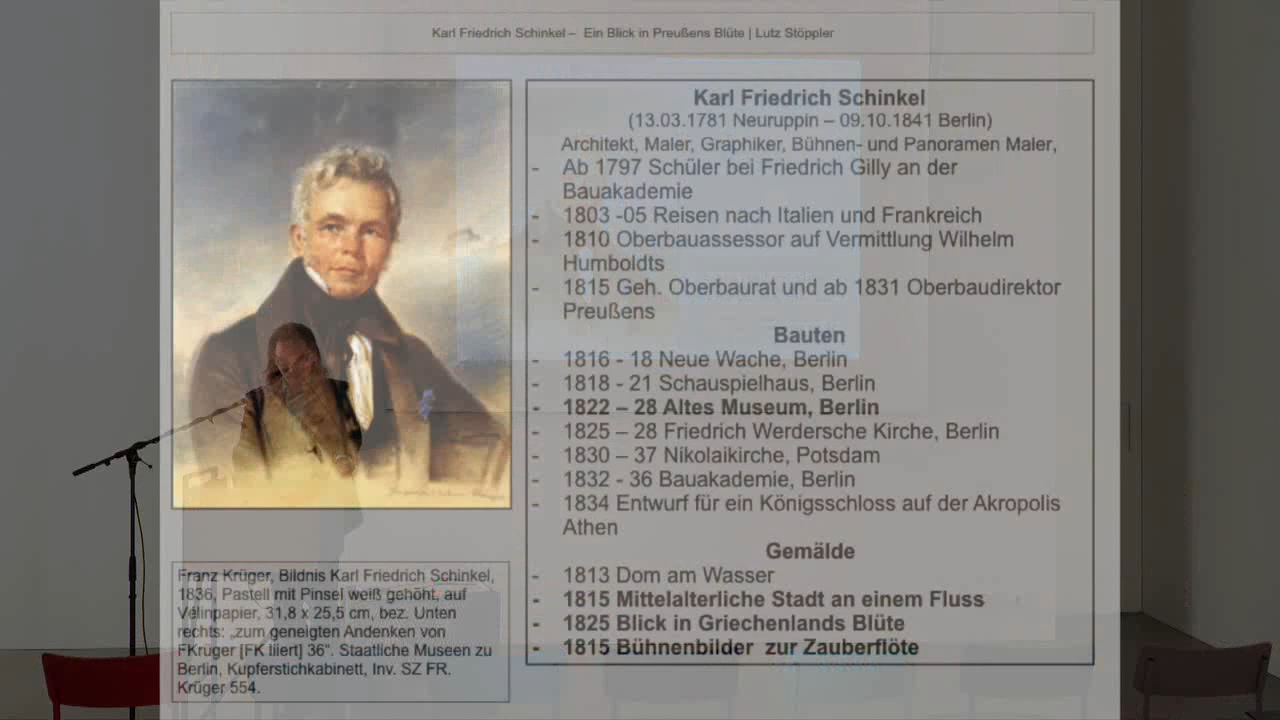 Karl Friedrich Schinkel – Ein Blick in Preußens Blüte | Lutz Stöppler
Karl Friedrich Schinkel
(13.03.1781 Neuruppin – 09.10.1841 Berlin)
Architekt, Maler, Graphiker, Bühnen- und Panoramen Maler,
- Ab 1797 Schüler bei Friedrich Gilly an der
Bauakademie
- 1803 -05 Reisen nach Italien und Frankreich
- 1810 Oberbauassessor auf Vermittlung Wilhelm
Humboldts
- 1815 Geh. Oberbaurat und ab 1831 Oberbaudirektor
Preußens
Bauten
- 1816 - 18 Neue Wache, Berlin
- 1818 - 21 Schauspielhaus, Berlin
- 1822 – 28 Altes Museum, Berlin
- 1825 – 28 Friedrich Werdersche Kirche, Berlin
- 1830 – 37 Nikolaikirche, Potsdam
- 1832 - 36 Bauakademie, Berlin
- 1834 Entwurf für ein Königsschloss auf der Akropolis
Athen
Gemälde
- 1813 Dom am Wasser
- 1815 Mittelalterliche Stadt an einem Fluss
- 1825 Blick in Griechenlands Blüte
- 1815 Bühnenbilder zur Zauberflöte
Franz Krüger, Bildnis Karl Friedrich Schinkel,
1836, Pastell mit Pinsel weiß gehöht, auf
Velinpapier, 31,8 x 25,5 cm, bez. Unten
rechts: „zum geneigten Andenken von
FKrüger [FK liiert] 36". Staatliche Museen zu
Berlin, Kupferstichkabinett, Inv. SZ FR.
Krüger 554.